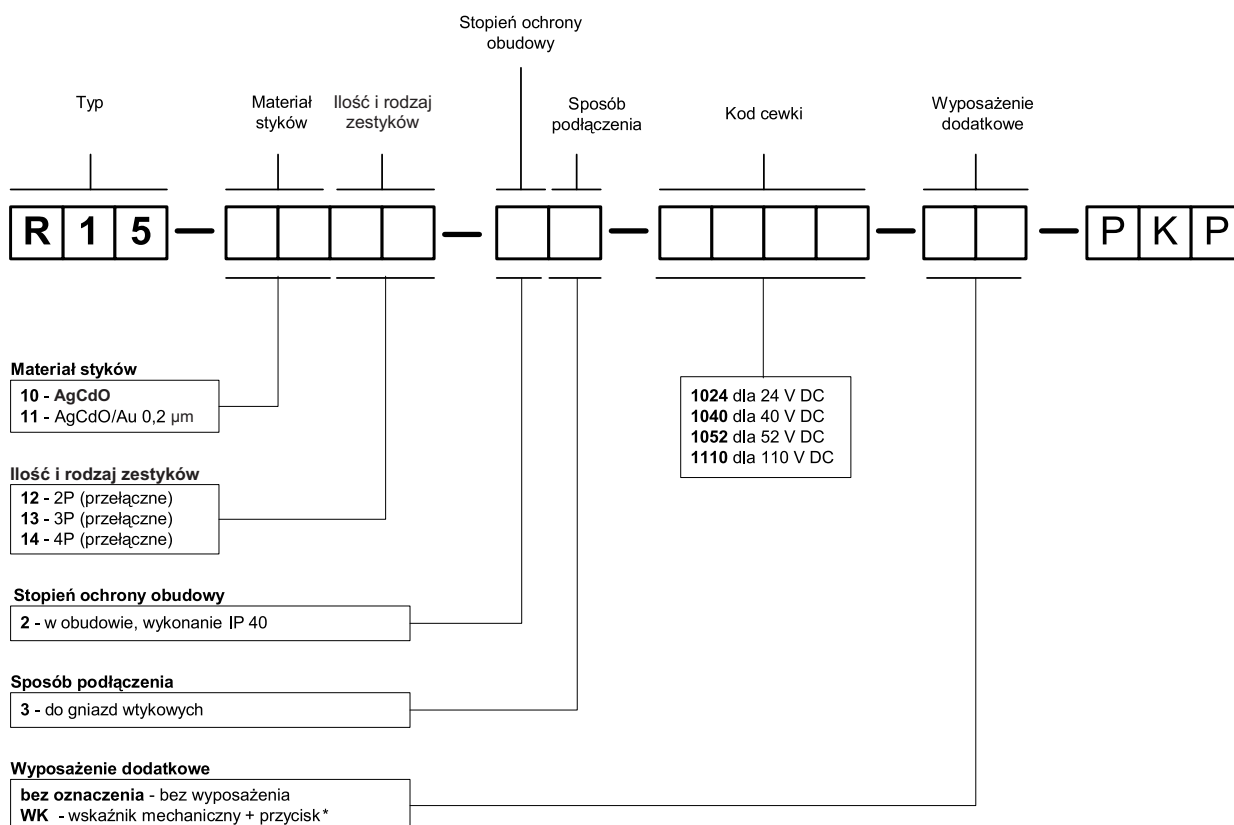 Stopień ochrony
obudowy
Typ
Materiał
styków
Ilość i rodzaj
zestyków
Sposób
podłączenia
Kod cewki
Wyposażenie
dodatkowe
R 1 5 — — — — — P K P
Materiał styków
10 - AgCdO
11 - AgCdO/Au 0,2 µm
1024 dla 24 V DC
1040 dla 40 V DC
1052 dla 52 V DC
1110 dla 110 V DC
Ilość i rodzaj zestyków
12 - 2P (przełączne)
13 - 3P (przełączne)
14 - 4P (przełączne)
Stopień ochrony obudowy
2 - w obudowie, wykonanie IP 40
Sposób podłączenia
3 - do gniazd wtykowych
Wyposażenie dodatkowe
bez oznaczenia - bez wyposażenia
WK - wskaźnik mechaniczny + przycisk*